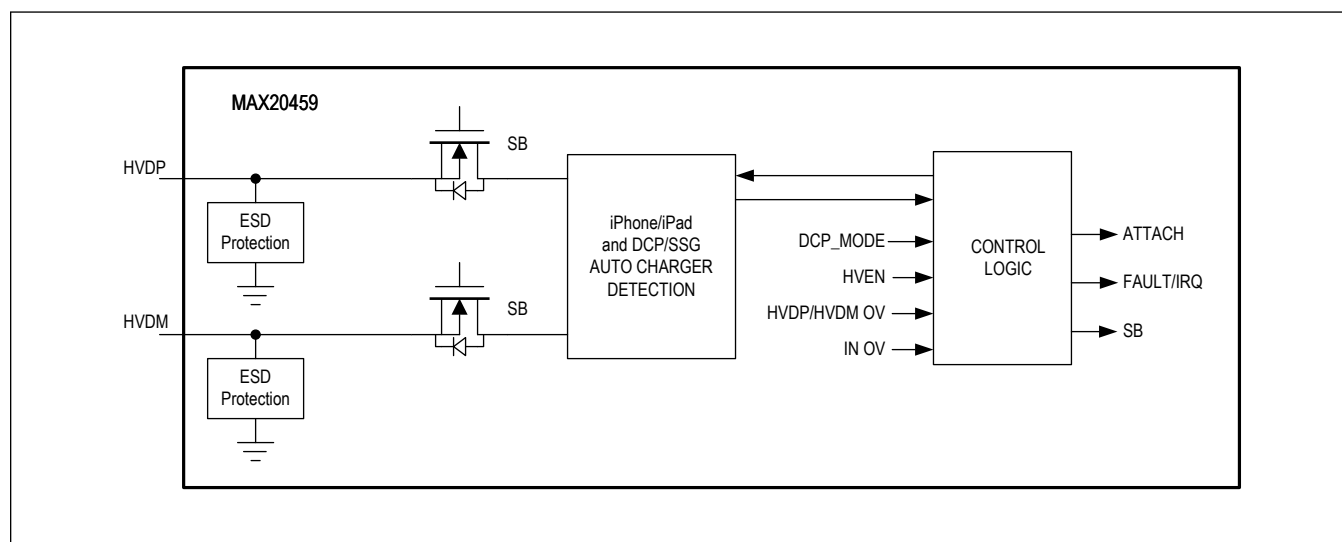 MAX20459
SB
HVDP
ESD
Protection
iPhone/iPad
and DCP/SSG
AUTO CHARGER
DETECTION
DCP_MODE
HVEN
HVDP/HVDM OV
IN OV
CONTROL
LOGIC
ATTACH
FAULT/IRQ
SB
SB
HVDM
ESD
Protection